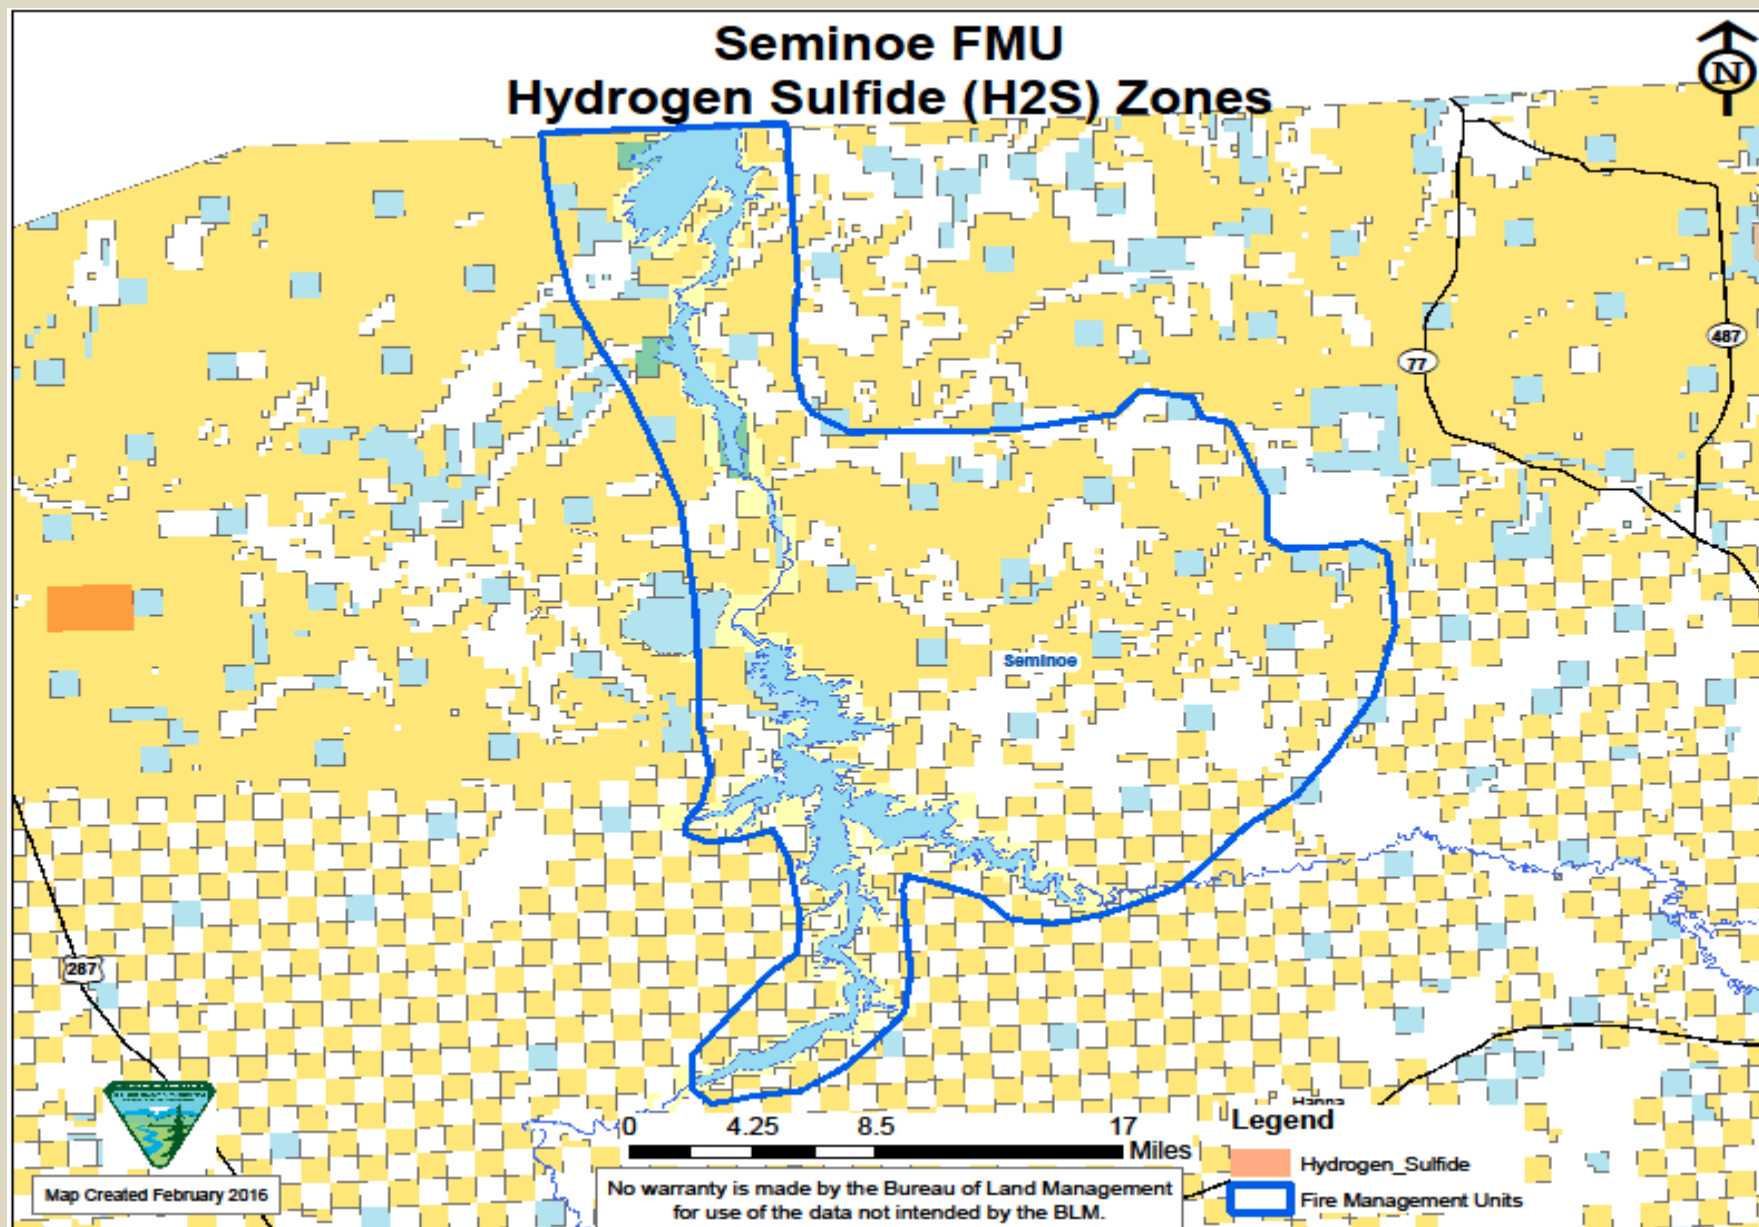 Seminoe FMU
Hydrogen Sulfide (H2S) Zones
N
487
77
Seminoe
287
Hanna
0 4.25 8.5 17
Miles
Legend
Hydrogen_Sulfide
Fire Management Units
Map Created February 2016
No warranty is made by the Bureau of Land Management
for use of the data not intended by the BLM.